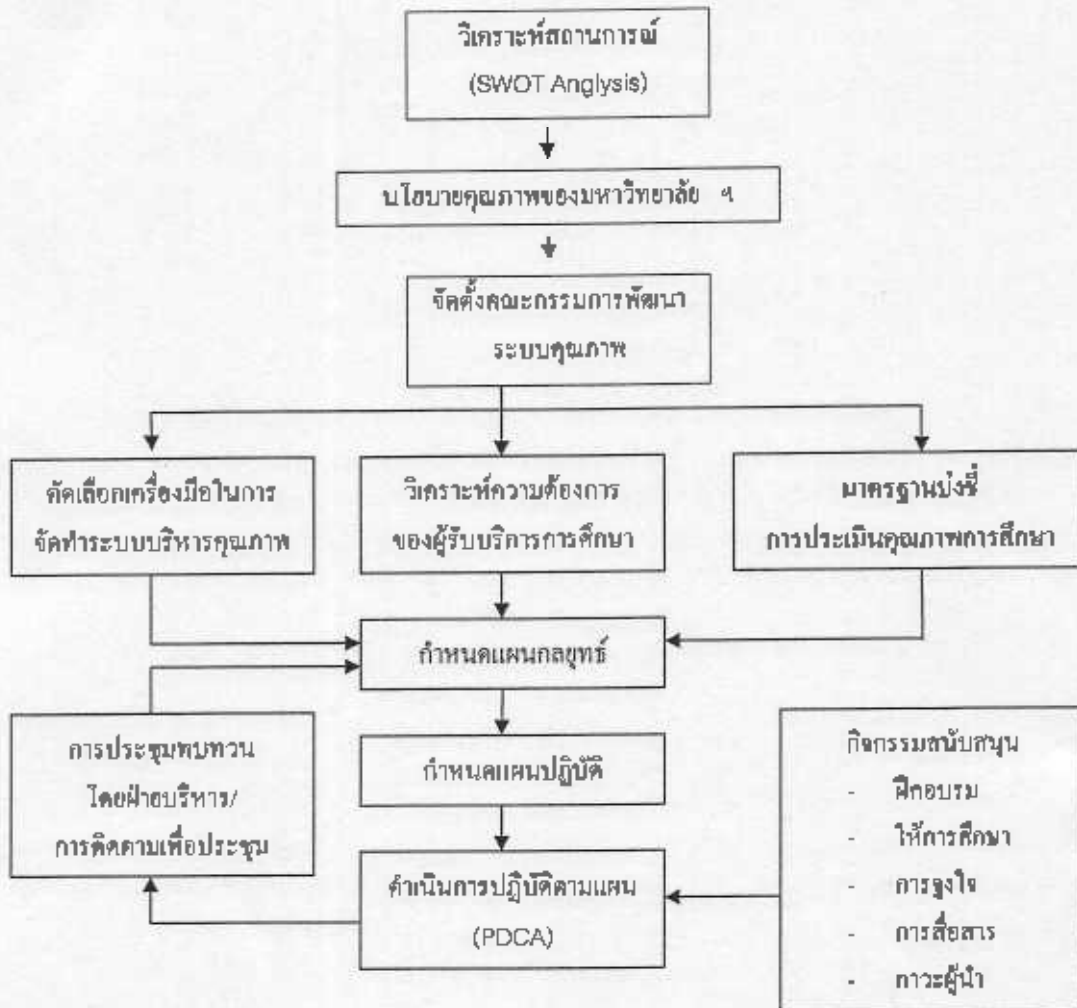 วิเคราะห์สถานการณ์
(SWOT Anglysis)
นโยบายคุณภาพของมหาวิทยาลัย ฯ
จัดตั้งคณะกรรมการพัฒนา
ระบบคุณภาพ
คัดเลือกเครื่องมือในการ
จัดทำระบบบริหารคุณภาพ
วิเคราะห์ความต้องการ
ของผู้รับบริการการศึกษา
มาตรฐานบ่งชี้
การประเมินคุณภาพการศึกษา
กำหนดแผนกลยุทธ์
การประชุมทบทวน
โดยฝ่ายบริหาร/
การติดตามเพื่อประชุม
กำหนดแผนปฏิบัติ
ดำเนินการปฏิบัติตามแผน
(PDCA)
กิจกรรมสนับสนุน
- ฝึกอบรม
- ให้การศึกษา
- การจูงใจ
- การสื่อสาร
- ภาวะผู้นำ